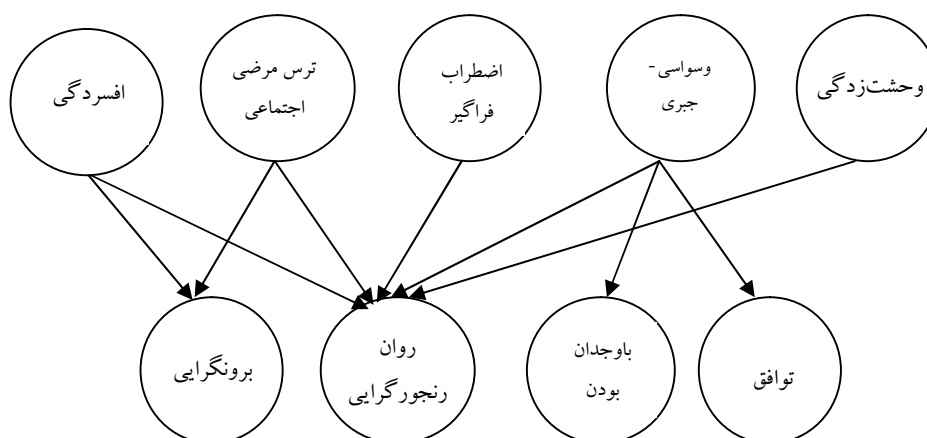 وحشت‌زدگی
وسواسی-
جبری
اضطراب
فراگیر
ترس مرضی
اجتماعی
افسردگی
توافق
باوجدان
بودن
روان
رنجورگرایی
برونگرایی